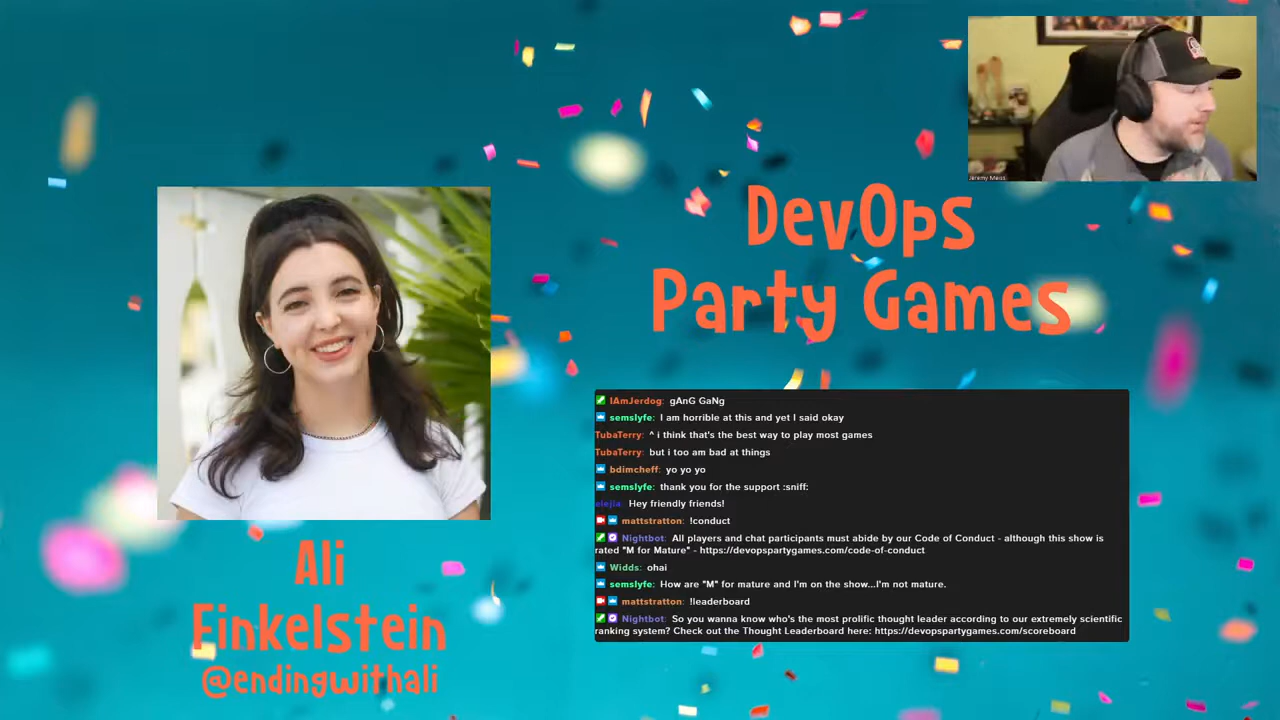 Jeremy Meiss
DevOps
Party Games
IAmJerdog: gAnG GaNg
semslyfe: I am horrible at this and yet I said okay
TubaTerry: ^ i think that's the best way to play most games
TubaTerry: but i too am bad at things
bdimcheff: yo yo yo
semslyfe: thank you for the support :sniff:
elejia: Hey friendly friends!
mattstratton: !conduct
Nightbot: All players and chat participants must abide by our Code of Conduct - although this show is
rated "M for Mature" - https://devopspartygames.com/code-of-conduct
Widds: ohai
semslyfe: How are "M" for mature and I'm on the show...I'm not mature.
mattstratton: !leaderboard
Nightbot: So you wanna know who's the most prolific thought leader according to our extremely scientific
ranking system? Check out the Thought Leaderboard here: https://devopspartygames.com/scoreboard
Ali
Finkelstein
@endingwithali